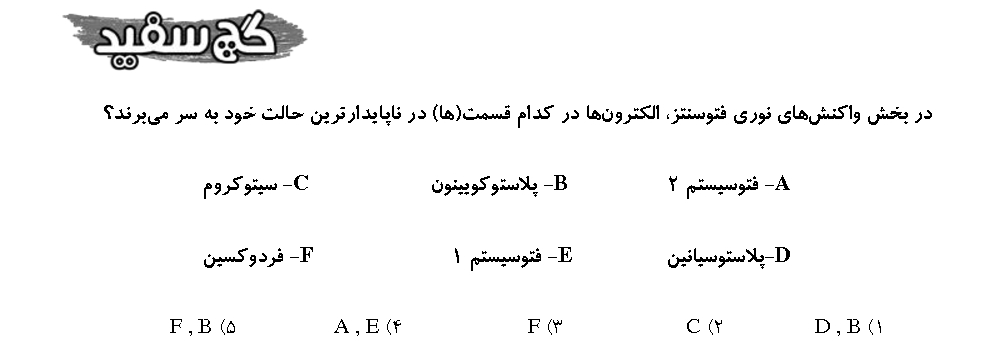 گچ سفید
در بخش واکنش‌های نوری فتوسنتز، الکترون‌ها در کدام قسمت(ها) در ناپایدارترین حالت خود به سر می‌برند؟
A- فتوسیستم ۲ B- پلاستوکویینون C- سیتوکروم
D-پلاستوسیانین E- فتوسیستم ۱ F- فردوکسین
۱) D , B ۲) C ۳) F ۴) A , E ۵) F , B